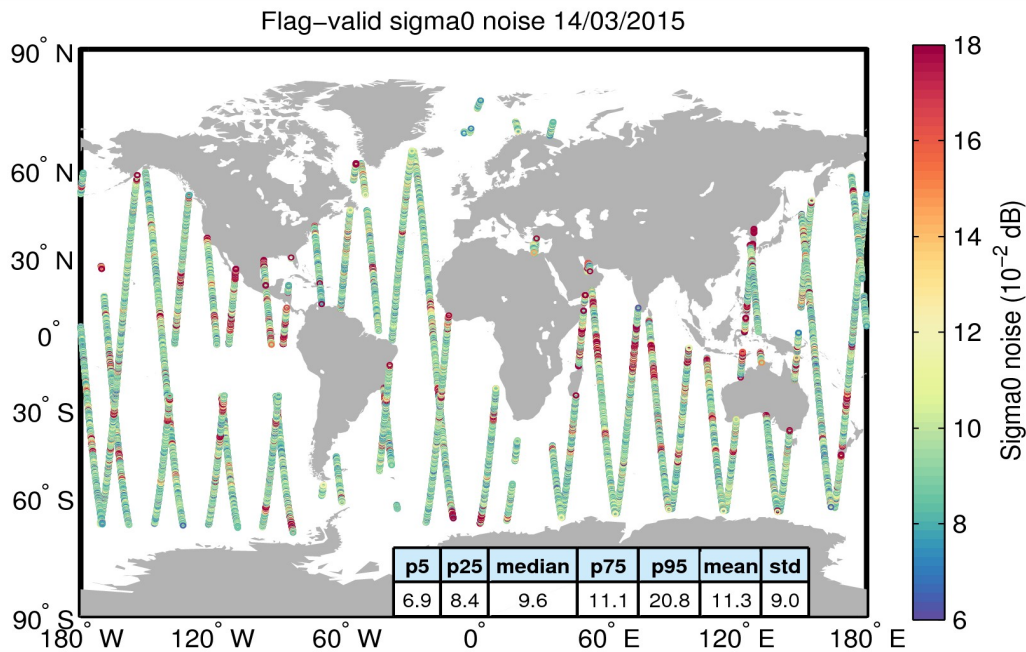 Flag−valid sigma0 noise 14/03/2015
90° N
60° N
30° N
0°
30° S
60° S
90° S
180° W
120° W
60° W
0°
60° E
120° E
180° E
p5 p25 median p75 p95 mean std
6.9 8.4 9.6 11.1 20.8 11.3 9.0
18
16
14
12
10
8
6
Sigma0 noise (10⁻² dB)